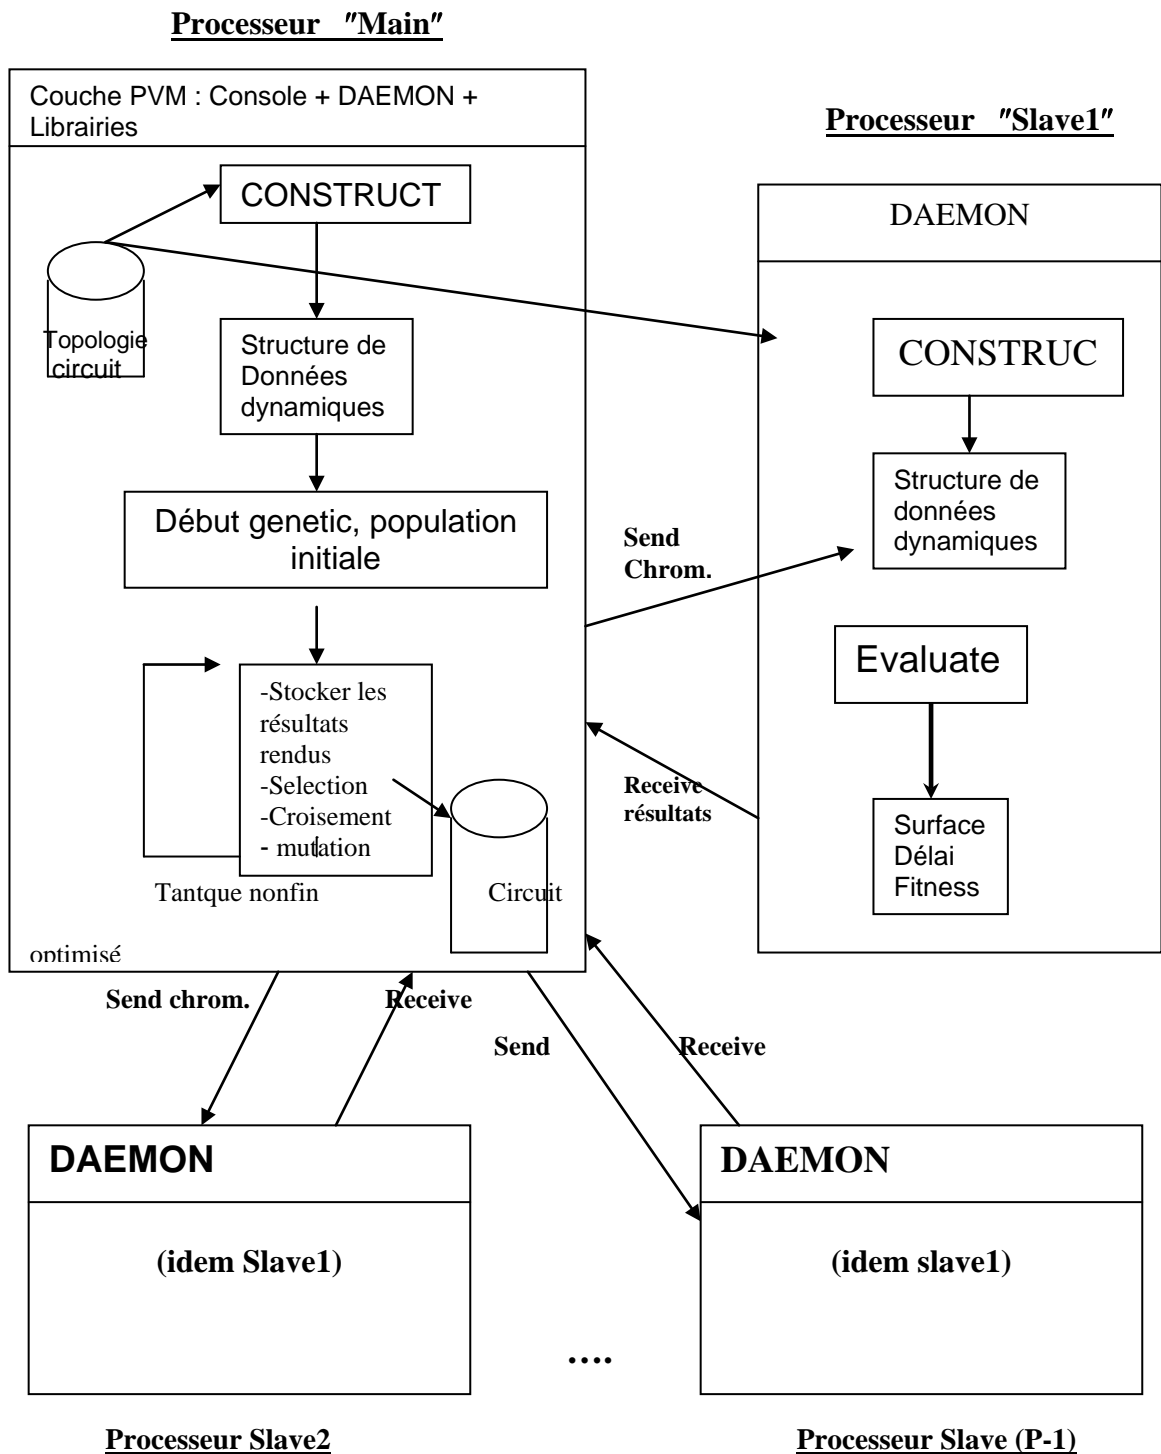 Processeur "Main"
Couche PVM : Console + DAEMON +
Librairies
CONSTRUCT
Topologie
circuit
Structure de
Données
dynamiques
Début genetic, population
initiale
-Stocker les
résultats
rendus
-Selection
-Croisement
- mutation
Tantque nonfin
Circuit
optimisé
Processeur "Slave1"
DAEMON
CONSTRUC
Structure de
données
dynamiques
Evaluate
Surface
Délai
Fitness
Send
Chrom.
Receive
résultats
Send chrom.
Receive
Send
Receive
DAEMON
(idem Slave1)
Processeur Slave2
....
DAEMON
(idem slave1)
Processeur Slave (P-1)